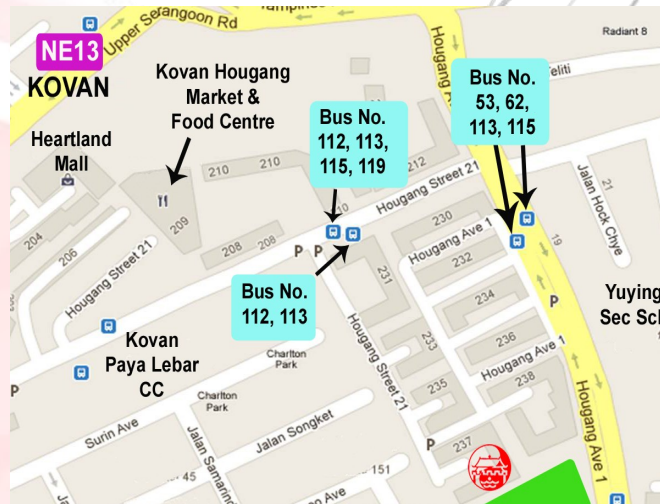 Upper Serangoon Rd
Tampines
NE13
KOVAN
Radiant 8
Kovan Hougang
Market &
Food Centre
Bus No.
112, 113,
115, 119
Bus No.
53, 62,
113, 115
Heartland
Mall
210
210
212
Hougang Street 21
21
Jalan Hock Chye
209
204
206
208
208
230
Hougang Ave 1
232
19
Hougang Street 21
P P
231
Bus No.
112, 113
234
P
Yuying
Sec Sch
Kovan
Paya Lebar
CC
Charlton
Park
Hougang Street 21
233
236
Hougang Ave 1
P
Charlton
Park
235
238
Hougang Ave 1
Surin Ave
Jalan Songket
P
237
45
151